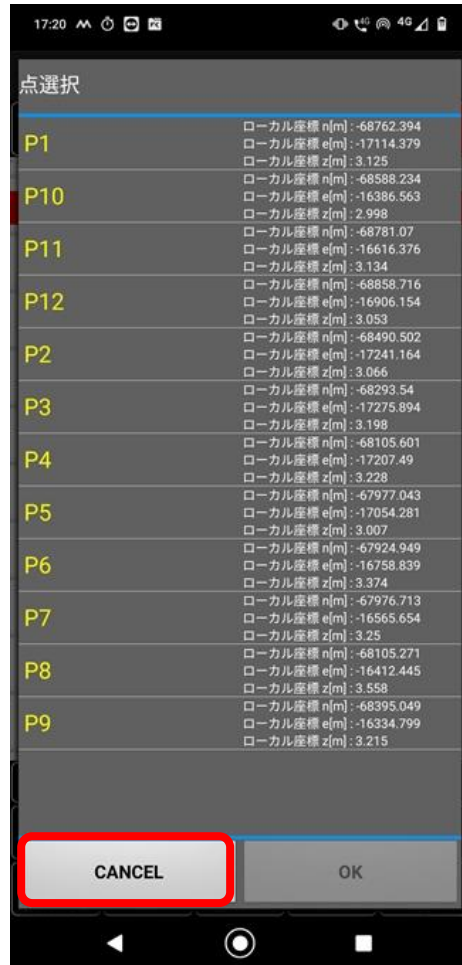 17:20 4G 4G
点選択
P1
ローカル座標 n[m] : -68762.394
ローカル座標 e[m] : -17114.379
ローカル座標 z[m] : 3.125
P10
ローカル座標 n[m] : -68588.234
ローカル座標 e[m] : -16386.563
ローカル座標 z[m] : 2.998
P11
ローカル座標 n[m] : -68781.07
ローカル座標 e[m] : -16616.376
ローカル座標 z[m] : 3.134
P12
ローカル座標 n[m] : -68858.716
ローカル座標 e[m] : -16906.154
ローカル座標 z[m] : 3.053
P2
ローカル座標 n[m] : -68490.502
ローカル座標 e[m] : -17241.164
ローカル座標 z[m] : 3.066
P3
ローカル座標 n[m] : -68293.54
ローカル座標 e[m] : -17275.894
ローカル座標 z[m] : 3.198
P4
ローカル座標 n[m] : -68105.601
ローカル座標 e[m] : -17207.49
ローカル座標 z[m] : 3.228
P5
ローカル座標 n[m] : -67977.043
ローカル座標 e[m] : -17054.281
ローカル座標 z[m] : 3.007
P6
ローカル座標 n[m] : -67924.949
ローカル座標 e[m] : -16758.839
ローカル座標 z[m] : 3.374
P7
ローカル座標 n[m] : -67976.713
ローカル座標 e[m] : -16565.654
ローカル座標 z[m] : 3.25
P8
ローカル座標 n[m] : -68105.271
ローカル座標 e[m] : -16412.445
ローカル座標 z[m] : 3.558
P9
ローカル座標 n[m] : -68395.049
ローカル座標 e[m] : -16334.799
ローカル座標 z[m] : 3.215
CANCEL OK